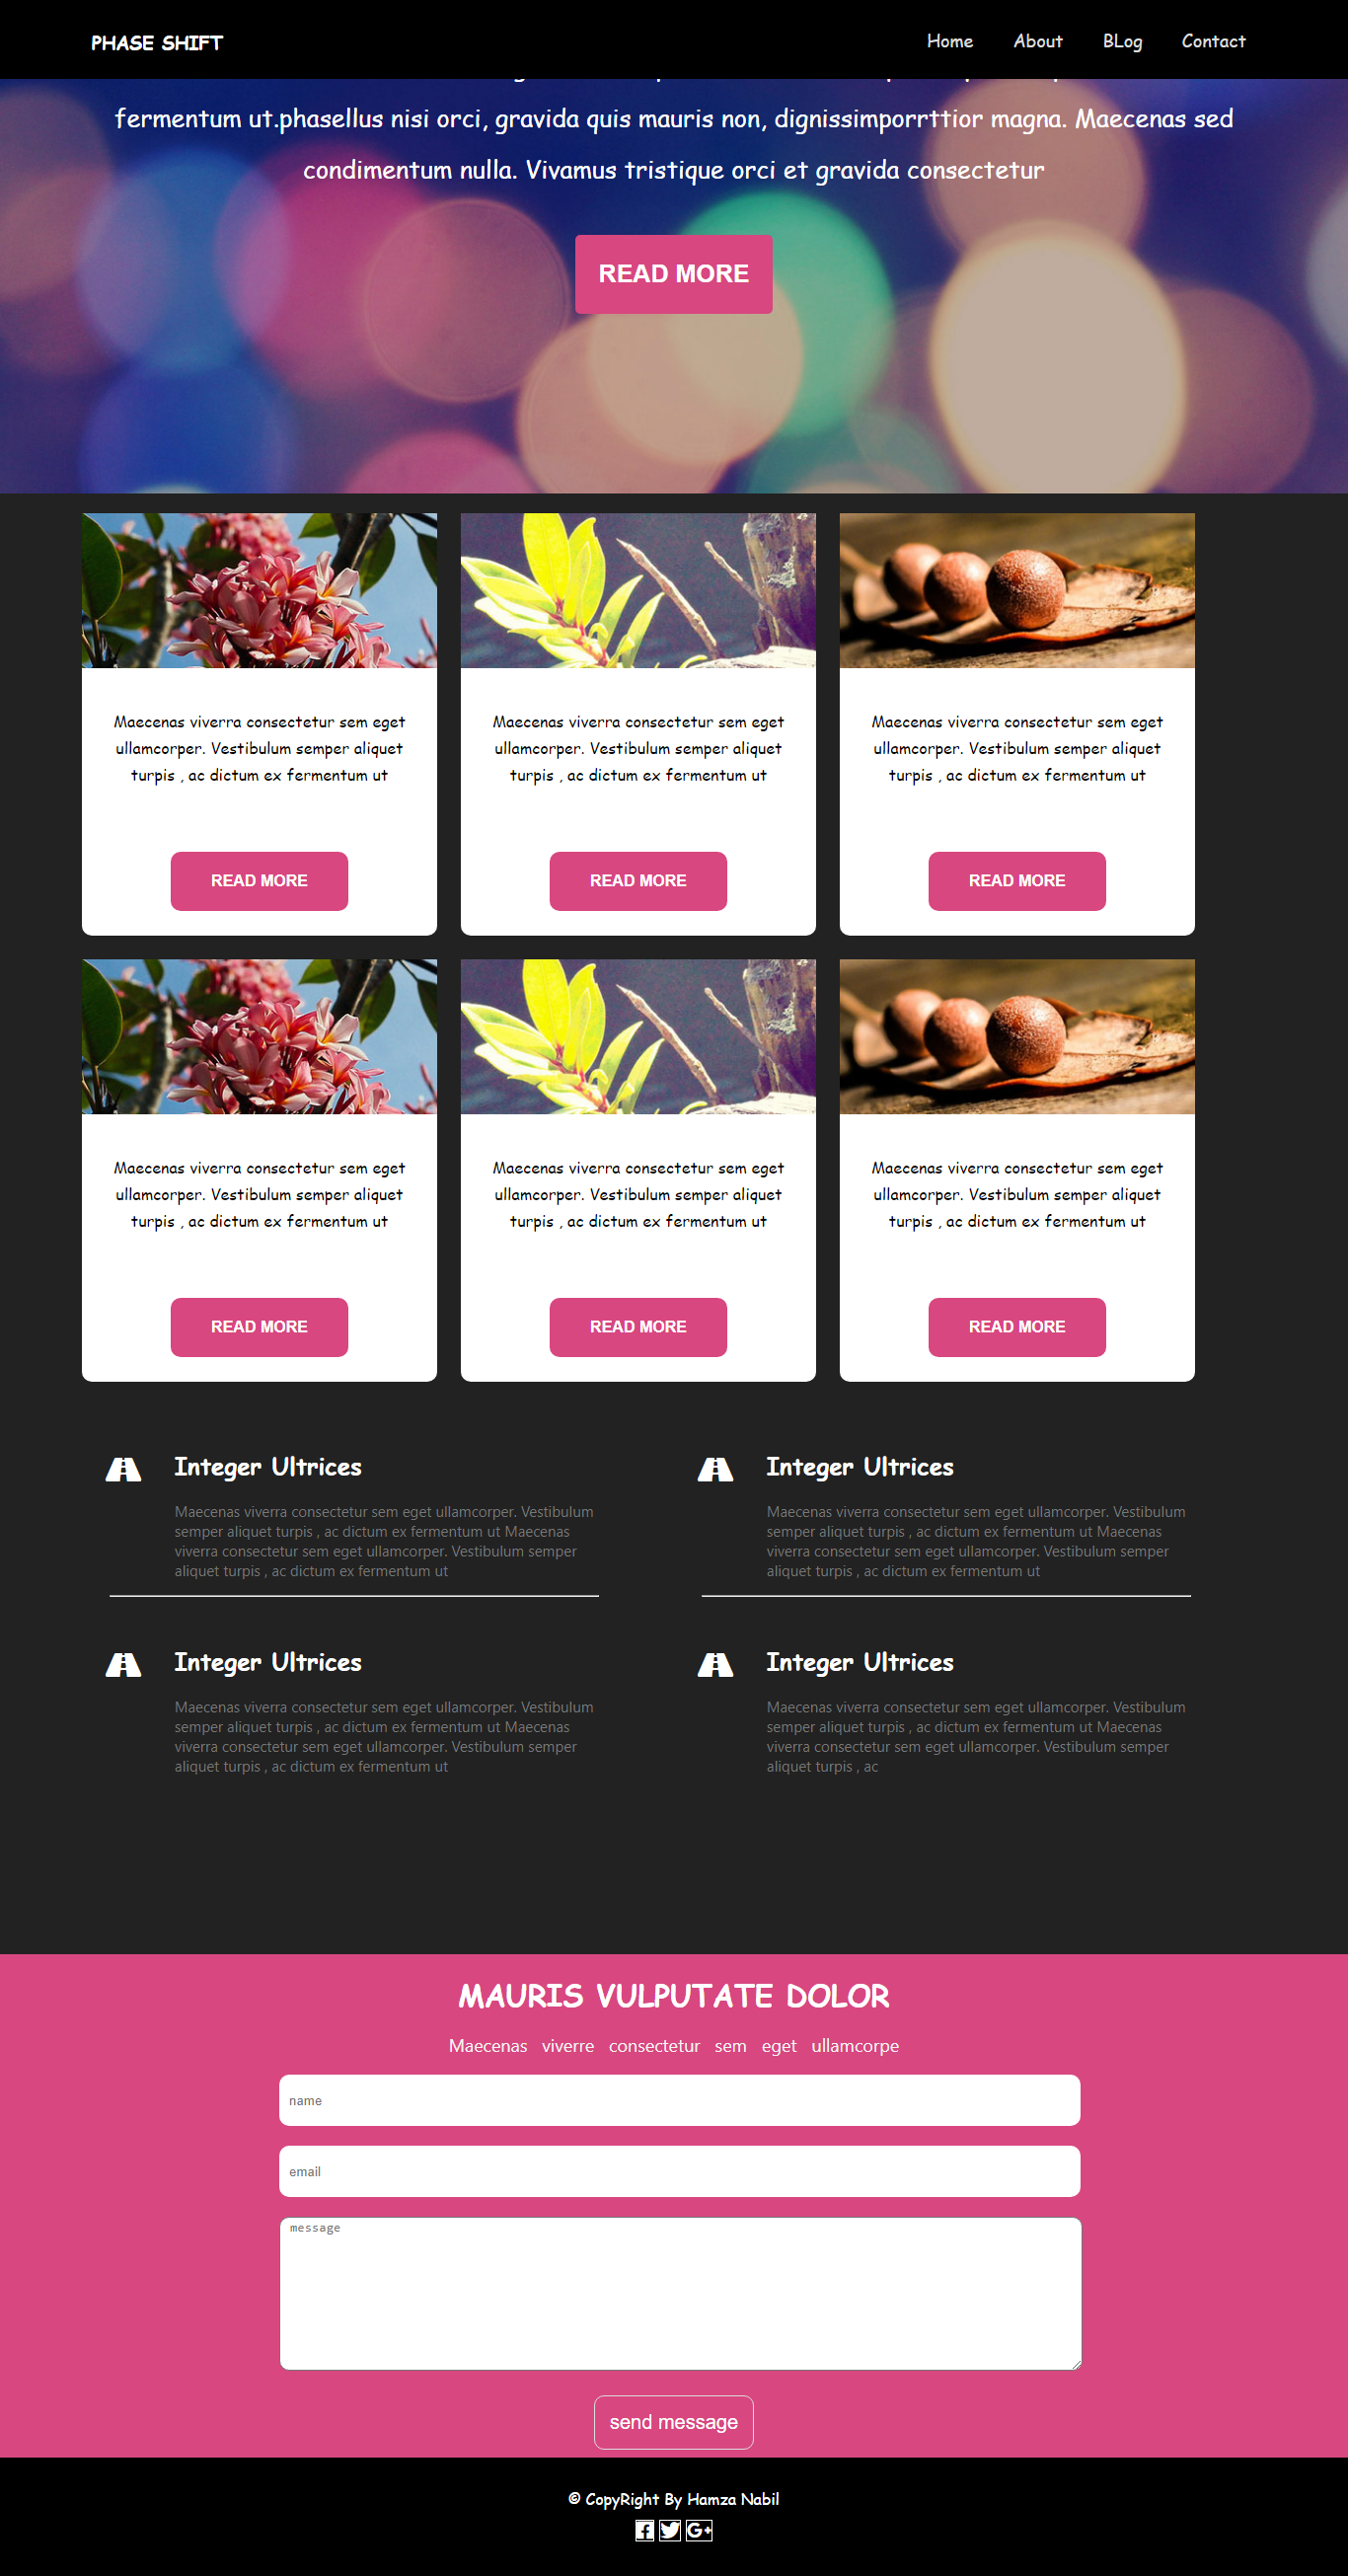 PHASE SHIFT
Home About BLog Contact
fermentum ut.phasellus nisi orci, gravida quis mauris non, dignissimporrttior magna. Maecenas sed
condimentum nulla. Vivamus tristique orci et gravida consectetur
READ MORE
Maecenas viverra consectetur sem eget
ullamcorper. Vestibulum semper aliquet
turpis , ac dictum ex fermentum ut
READ MORE
Maecenas viverra consectetur sem eget
ullamcorper. Vestibulum semper aliquet
turpis , ac dictum ex fermentum ut
READ MORE
Maecenas viverra consectetur sem eget
ullamcorper. Vestibulum semper aliquet
turpis , ac dictum ex fermentum ut
READ MORE
Maecenas viverra consectetur sem eget
ullamcorper. Vestibulum semper aliquet
turpis , ac dictum ex fermentum ut
READ MORE
Maecenas viverra consectetur sem eget
ullamcorper. Vestibulum semper aliquet
turpis , ac dictum ex fermentum ut
READ MORE
Maecenas viverra consectetur sem eget
ullamcorper. Vestibulum semper aliquet
turpis , ac dictum ex fermentum ut
READ MORE
Integer Ultrices
Maecenas viverra consectetur sem eget ullamcorper. Vestibulum
semper aliquet turpis , ac dictum ex fermentum ut Maecenas
viverra consectetur sem eget ullamcorper. Vestibulum semper
aliquet turpis , ac dictum ex fermentum ut
Integer Ultrices
Maecenas viverra consectetur sem eget ullamcorper. Vestibulum
semper aliquet turpis , ac dictum ex fermentum ut Maecenas
viverra consectetur sem eget ullamcorper. Vestibulum semper
aliquet turpis , ac dictum ex fermentum ut
Integer Ultrices
Maecenas viverra consectetur sem eget ullamcorper. Vestibulum
semper aliquet turpis , ac dictum ex fermentum ut Maecenas
viverra consectetur sem eget ullamcorper. Vestibulum semper
aliquet turpis , ac dictum ex fermentum ut
Integer Ultrices
Maecenas viverra consectetur sem eget ullamcorper. Vestibulum
semper aliquet turpis , ac dictum ex fermentum ut Maecenas
viverra consectetur sem eget ullamcorper. Vestibulum semper
aliquet turpis , ac
MAURIS VULPUTATE DOLOR
Maecenas viverre consectetur sem eget ullamcorpe
name
email
message
send message
© CopyRight By Hamza Nabil